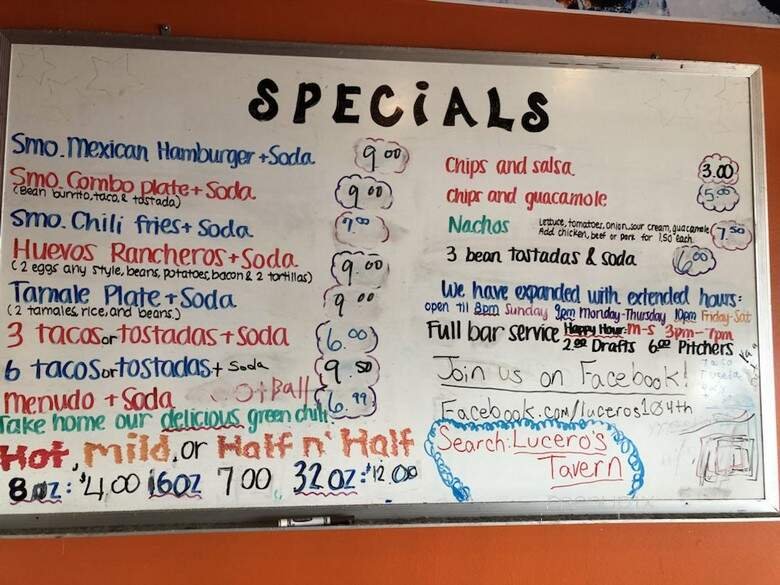 SPECIALS
Smo. Mexican Hamburger + Soda 9.00
Smo. Combo plate + Soda 9.00
(Bean burrito, taco, & tostada)
Smo. Chili fries + Soda 9.00
Huevos Rancheros + Soda 9.00
(2 eggs any style, beans, potatoes, bacon & 2 tortillas)
Tamale Plate + Soda 9.00
(2 tamales, rice, and beans)
3 tacos or tostadas + soda 6.00
6 tacos or tostadas + Soda 9.50
menudo + Soda 6.99
Take home our delicious green chili
Hot, mild, or Half n' Half
8oz: $4.00 16oz 7.00 32oz: $12.00
Chips and salsa 3.00
Chips and guacamole 5.00
Nachos Lettuce, tomatoes, onion, sour cream, guacamole 7.50
Add chicken, beef or pork for 1.50 each
3 bean tostadas & soda 6.00
We have expanded with extended hours:
open til 8pm Sunday 9pm Monday-Thursday 10pm Friday-Sat
Full bar service Happy Hour: m-s 3pm-7pm
2.00 Drafts 6.00 Pitchers
Join us on Facebook!
Facebook.com/luceros104th
Search: Lucero's
Tavern